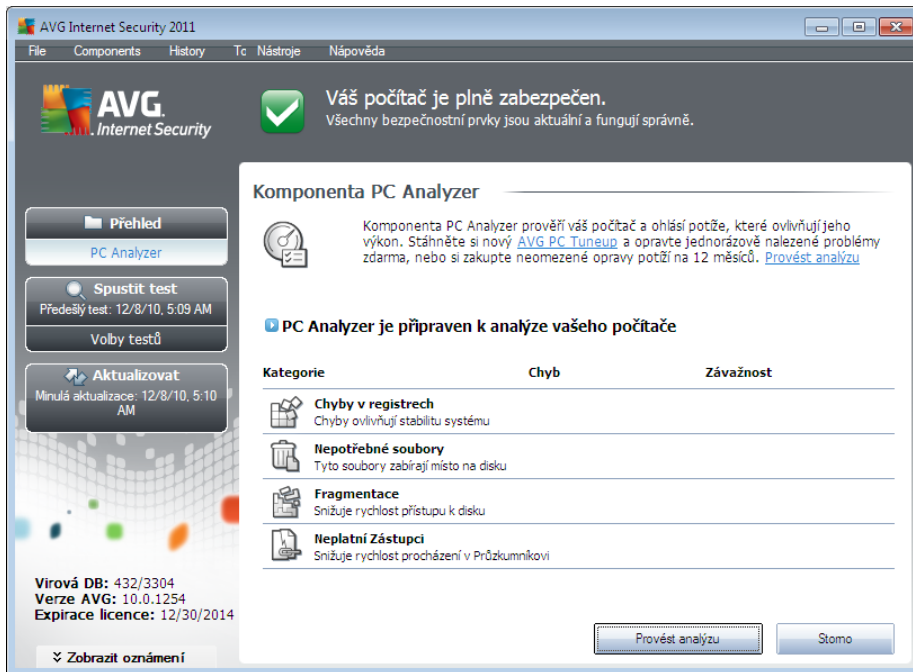 AVG Internet Security 2011
File Components History Tc Nástroje Nápověda
AVG.
Internet Security
Váš počítač je plně zabezpečen.
Všechny bezpečnostní prvky jsou aktuální a fungují správně.
Přehled
PC Analyzer
Spustit test
Předešlý test: 12/8/10, 5:09 AM
Volby testů
Aktualizovat
Minulá aktualizace: 12/8/10, 5:10
AM
Virová DB: 432/3304
Verze AVG: 10.0.1254
Expirace licence: 12/30/2014
Zobrazit oznámení
Komponenta PC Analyzer
Komponenta PC Analyzer prověří váš počítač a ohlásí potíže, které ovlivňují jeho
výkon. Stáhněte si nový AVG PC Tuneup a opravte jednorázově nalezené problémy
zdarma, nebo si zakupte neomezené opravy potíží na 12 měsíců. Provést analýzu
PC Analyzer je připraven k analýze vašeho počítače
Kategorie Chyb Závažnost
Chyby v registrech
Chyby ovlivňují stabilitu systému
Nepotřebné soubory
Tyto soubory zabírají místo na disku
Fragmentace
Snižuje rychlost přístupu k disku
Neplatní Zástupci
Snižuje rychlost procházení v Průzkumníkovi
Provést analýzu Storno